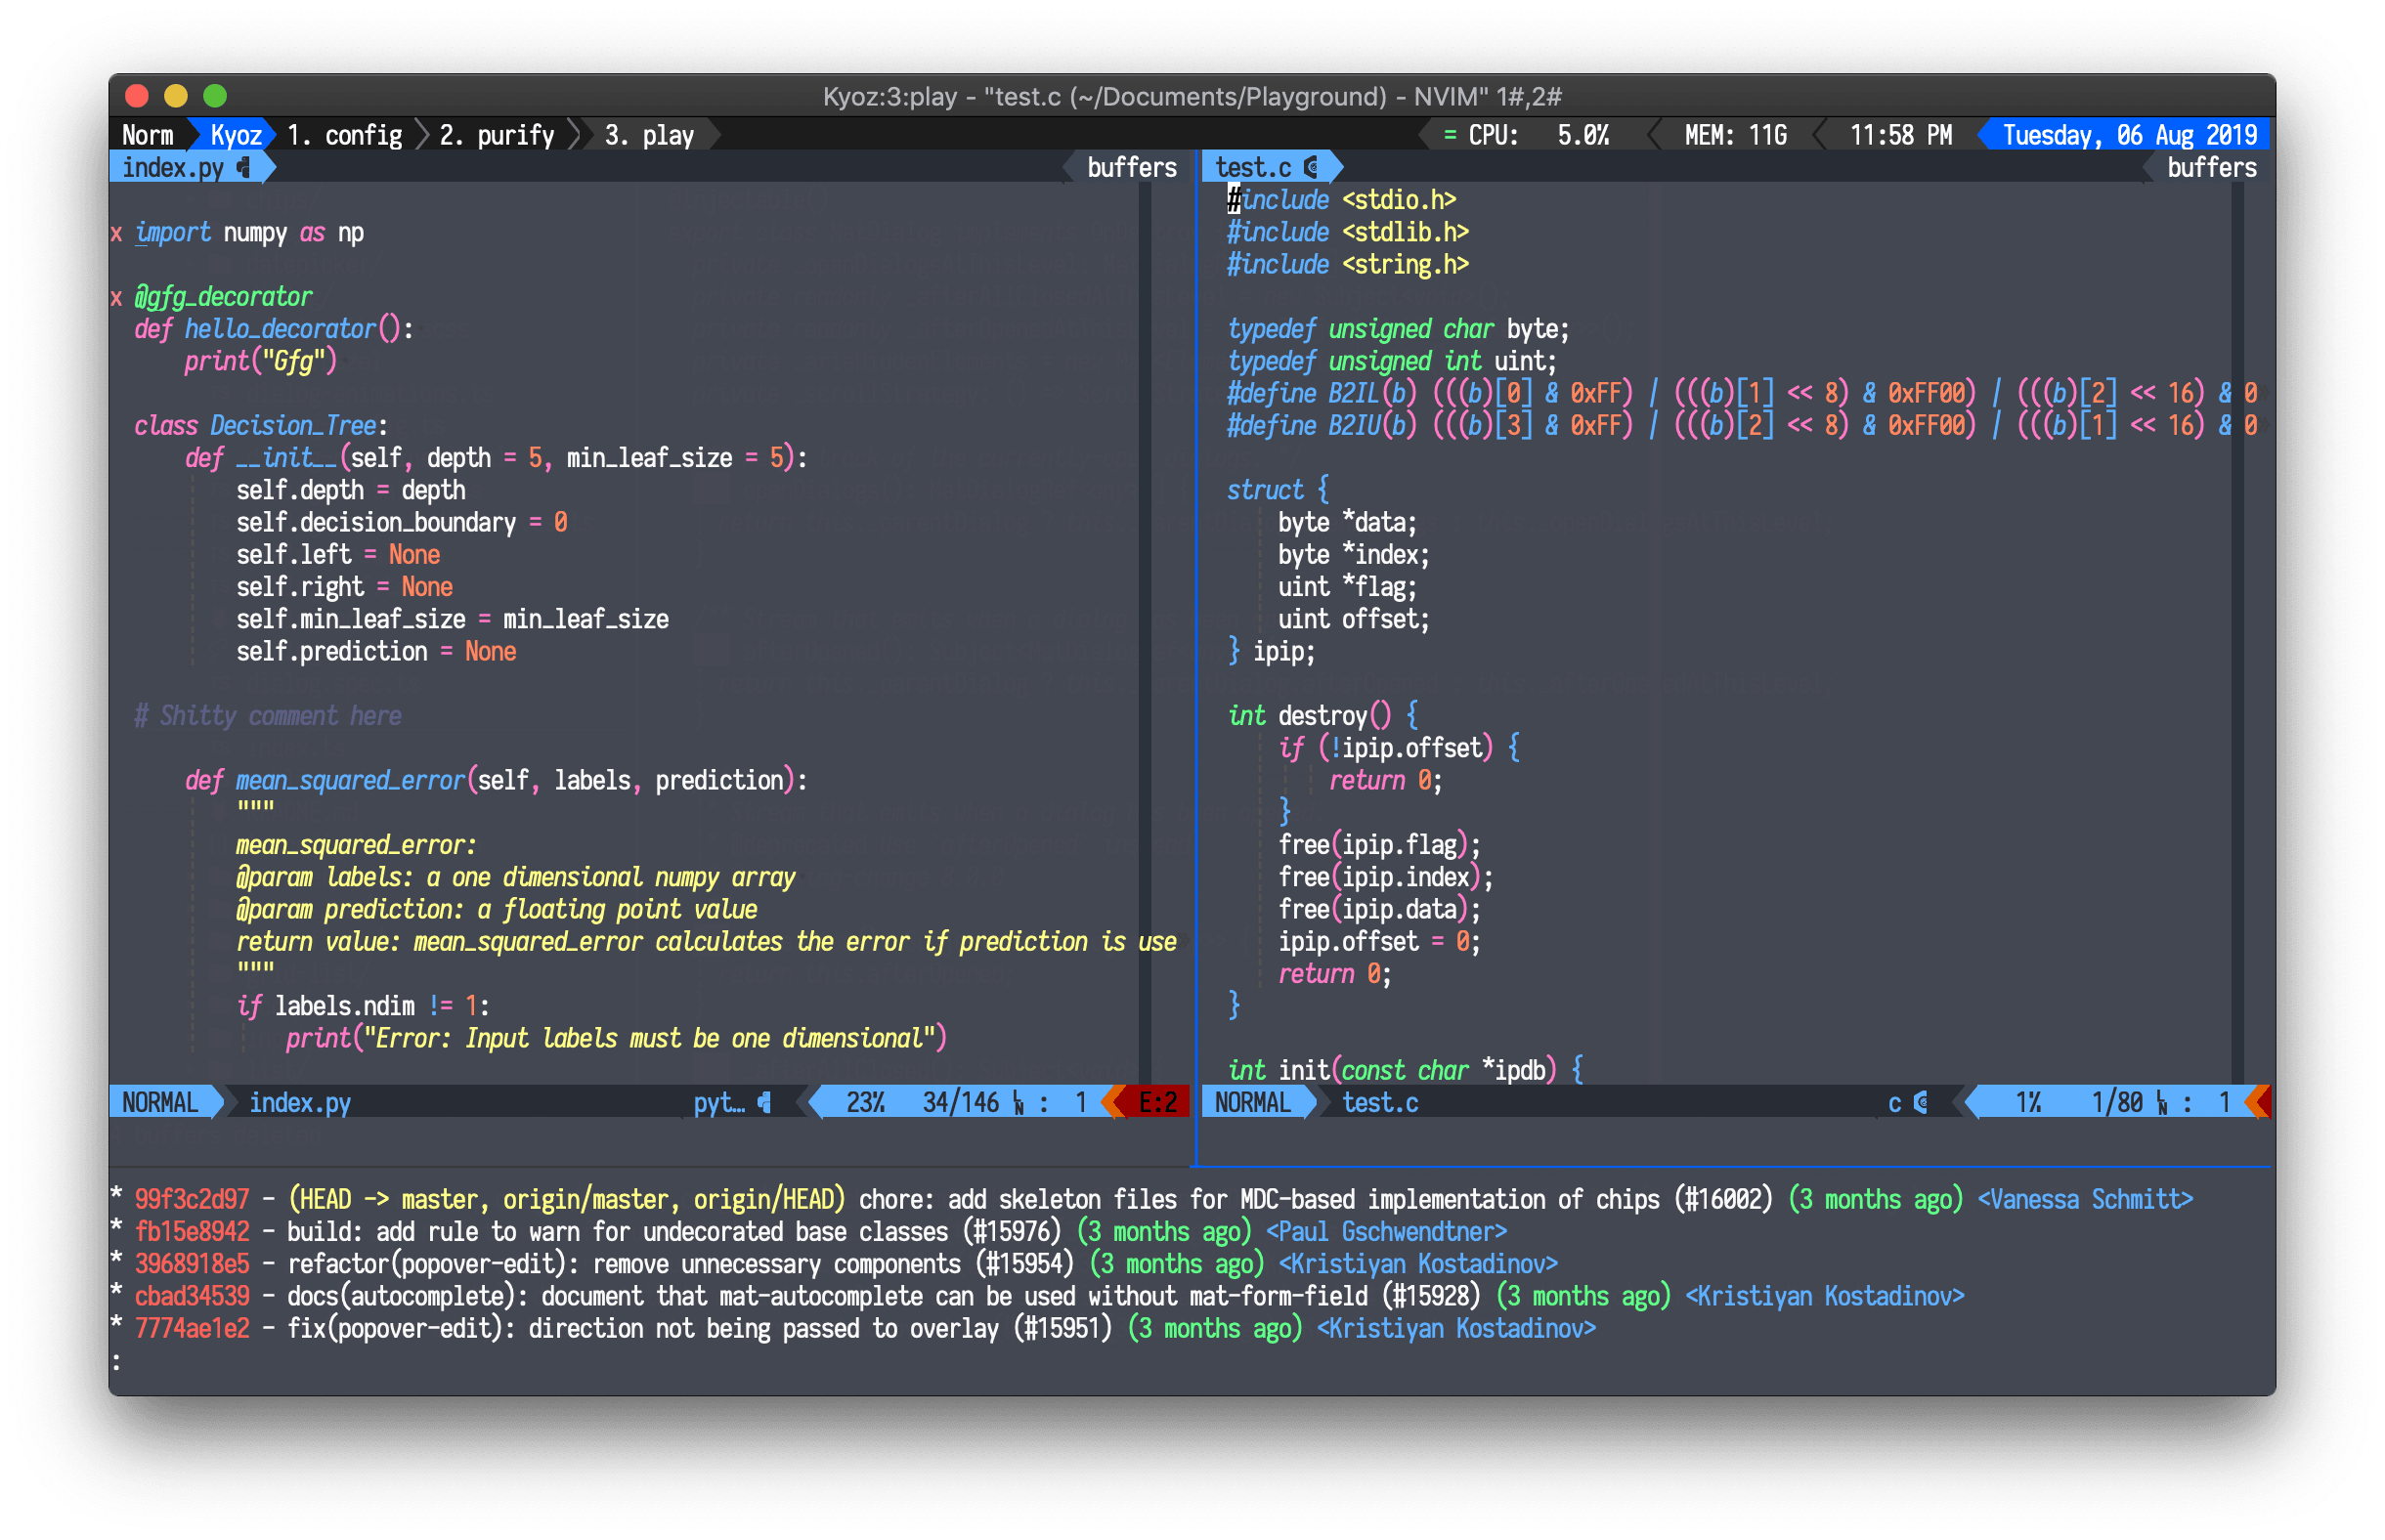 Kyoz:3:play - "test.c (~/Documents/Playground) - NVIM" 1#,2#
Norm Kyoz 1. config 2. purify 3. play = CPU: 5.0% MEM: 11G 11:58 PM Tuesday, 06 Aug 2019
index.py buffers
x import numpy as np
x @gfg_decorator
def hello_decorator():
print("Gfg")
class Decision_Tree:
def __init__(self, depth = 5, min_leaf_size = 5):
self.depth = depth
self.decision_boundary = 0
self.left = None
self.right = None
self.min_leaf_size = min_leaf_size
self.prediction = None
# Shitty comment here
def mean_squared_error(self, labels, prediction):
"""
mean_squared_error:
@param labels: a one dimensional numpy array
@param prediction: a floating point value
return value: mean_squared_error calculates the error if prediction is use
"""
if labels.ndim != 1:
print("Error: Input labels must be one dimensional")
NORMAL index.py pyt… 23% 34/146 LN : 1 E:2
test.c buffers
#include <stdio.h>
#include <stdlib.h>
#include <string.h>
typedef unsigned char byte;
typedef unsigned int uint;
#define B2IL(b) (((b)[0] & 0xFF) | (((b)[1] << 8) & 0xFF00) | (((b)[2] << 16) & 0
#define B2IU(b) (((b)[3] & 0xFF) | (((b)[2] << 8) & 0xFF00) | (((b)[1] << 16) & 0
struct {
byte *data;
byte *index;
uint *flag;
uint offset;
} ipip;
int destroy() {
if (!ipip.offset) {
return 0;
}
free(ipip.flag);
free(ipip.index);
free(ipip.data);
ipip.offset = 0;
return 0;
}
int init(const char *ipdb) {
NORMAL test.c c 1% 1/80 LN : 1
* 99f3c2d97 - (HEAD -> master, origin/master, origin/HEAD) chore: add skeleton files for MDC-based implementation of chips (#16002) (3 months ago) <Vanessa Schmitt>
* fb15e8942 - build: add rule to warn for undecorated base classes (#15976) (3 months ago) <Paul Gschwendtner>
* 3968918e5 - refactor(popover-edit): remove unnecessary components (#15954) (3 months ago) <Kristiyan Kostadinov>
* cbad34539 - docs(autocomplete): document that mat-autocomplete can be used without mat-form-field (#15928) (3 months ago) <Kristiyan Kostadinov>
* 7774ae1e2 - fix(popover-edit): direction not being passed to overlay (#15951) (3 months ago) <Kristiyan Kostadinov>
: